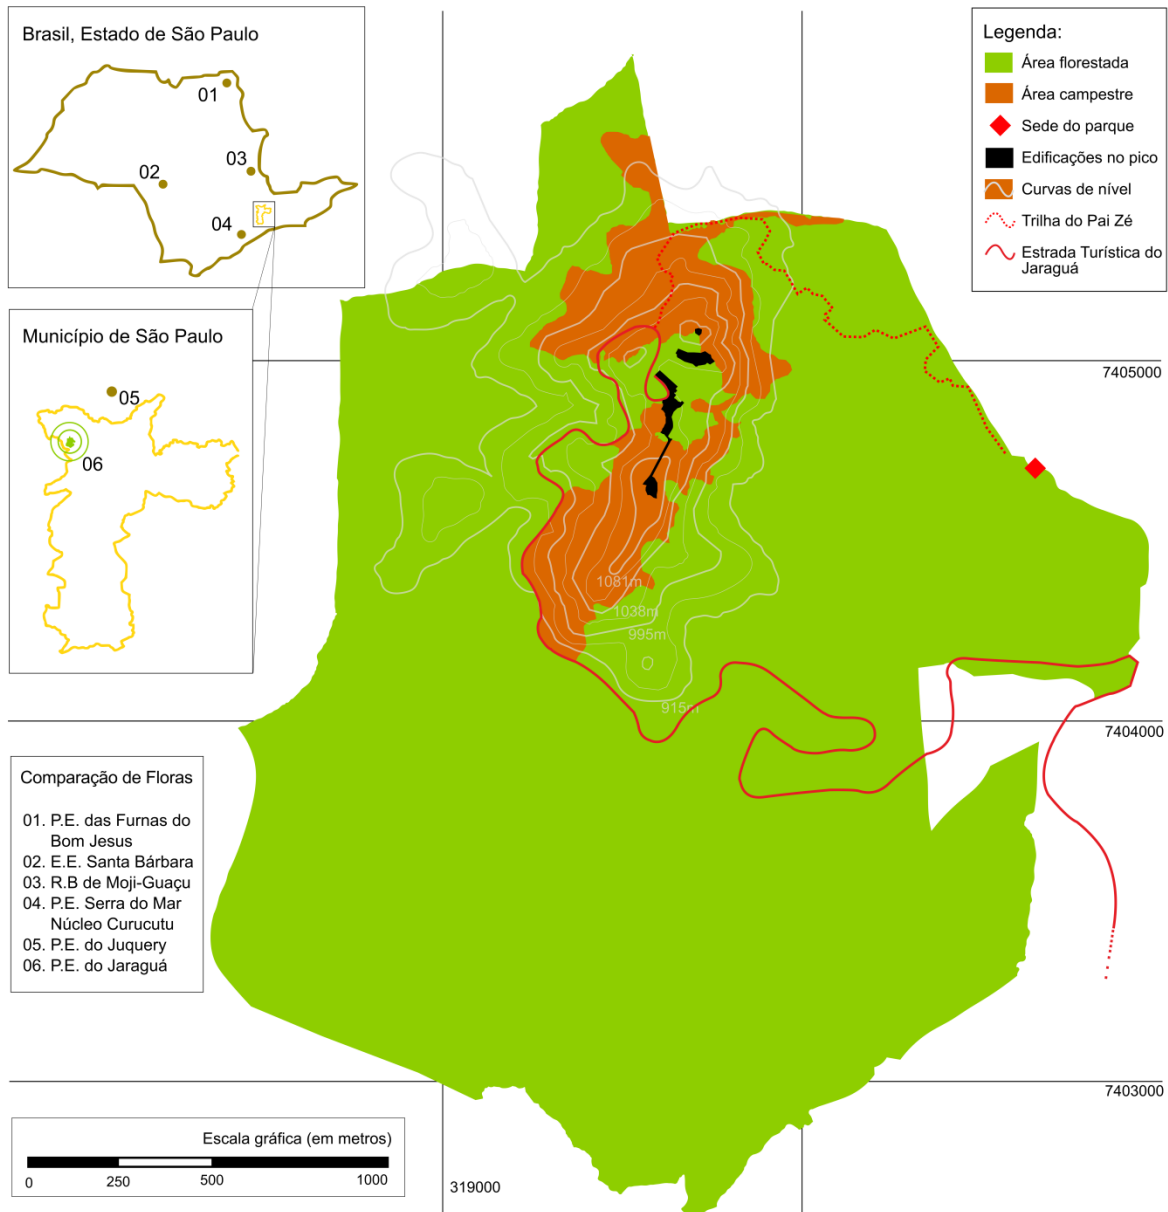 Brasil, Estado de São Paulo
01
02
03
04
Município de São Paulo
05
06
Comparação de Floras
01. P.E. das Furnas do
Bom Jesus
02. E.E. Santa Bárbara
03. R.B de Moji-Guaçu
04. P.E. Serra do Mar
Núcleo Curucutu
05. P.E. do Juquery
06. P.E. do Jaraguá
Escala gráfica (em metros)
0 250 500 1000
Legenda:
Área florestada
Área campestre
Sede do parque
Edificações no pico
Curvas de nível
Trilha do Pai Zé
Estrada Turística do
Jaraguá
7405000
1081m
1038m
995m
915m
7404000
7403000
319000